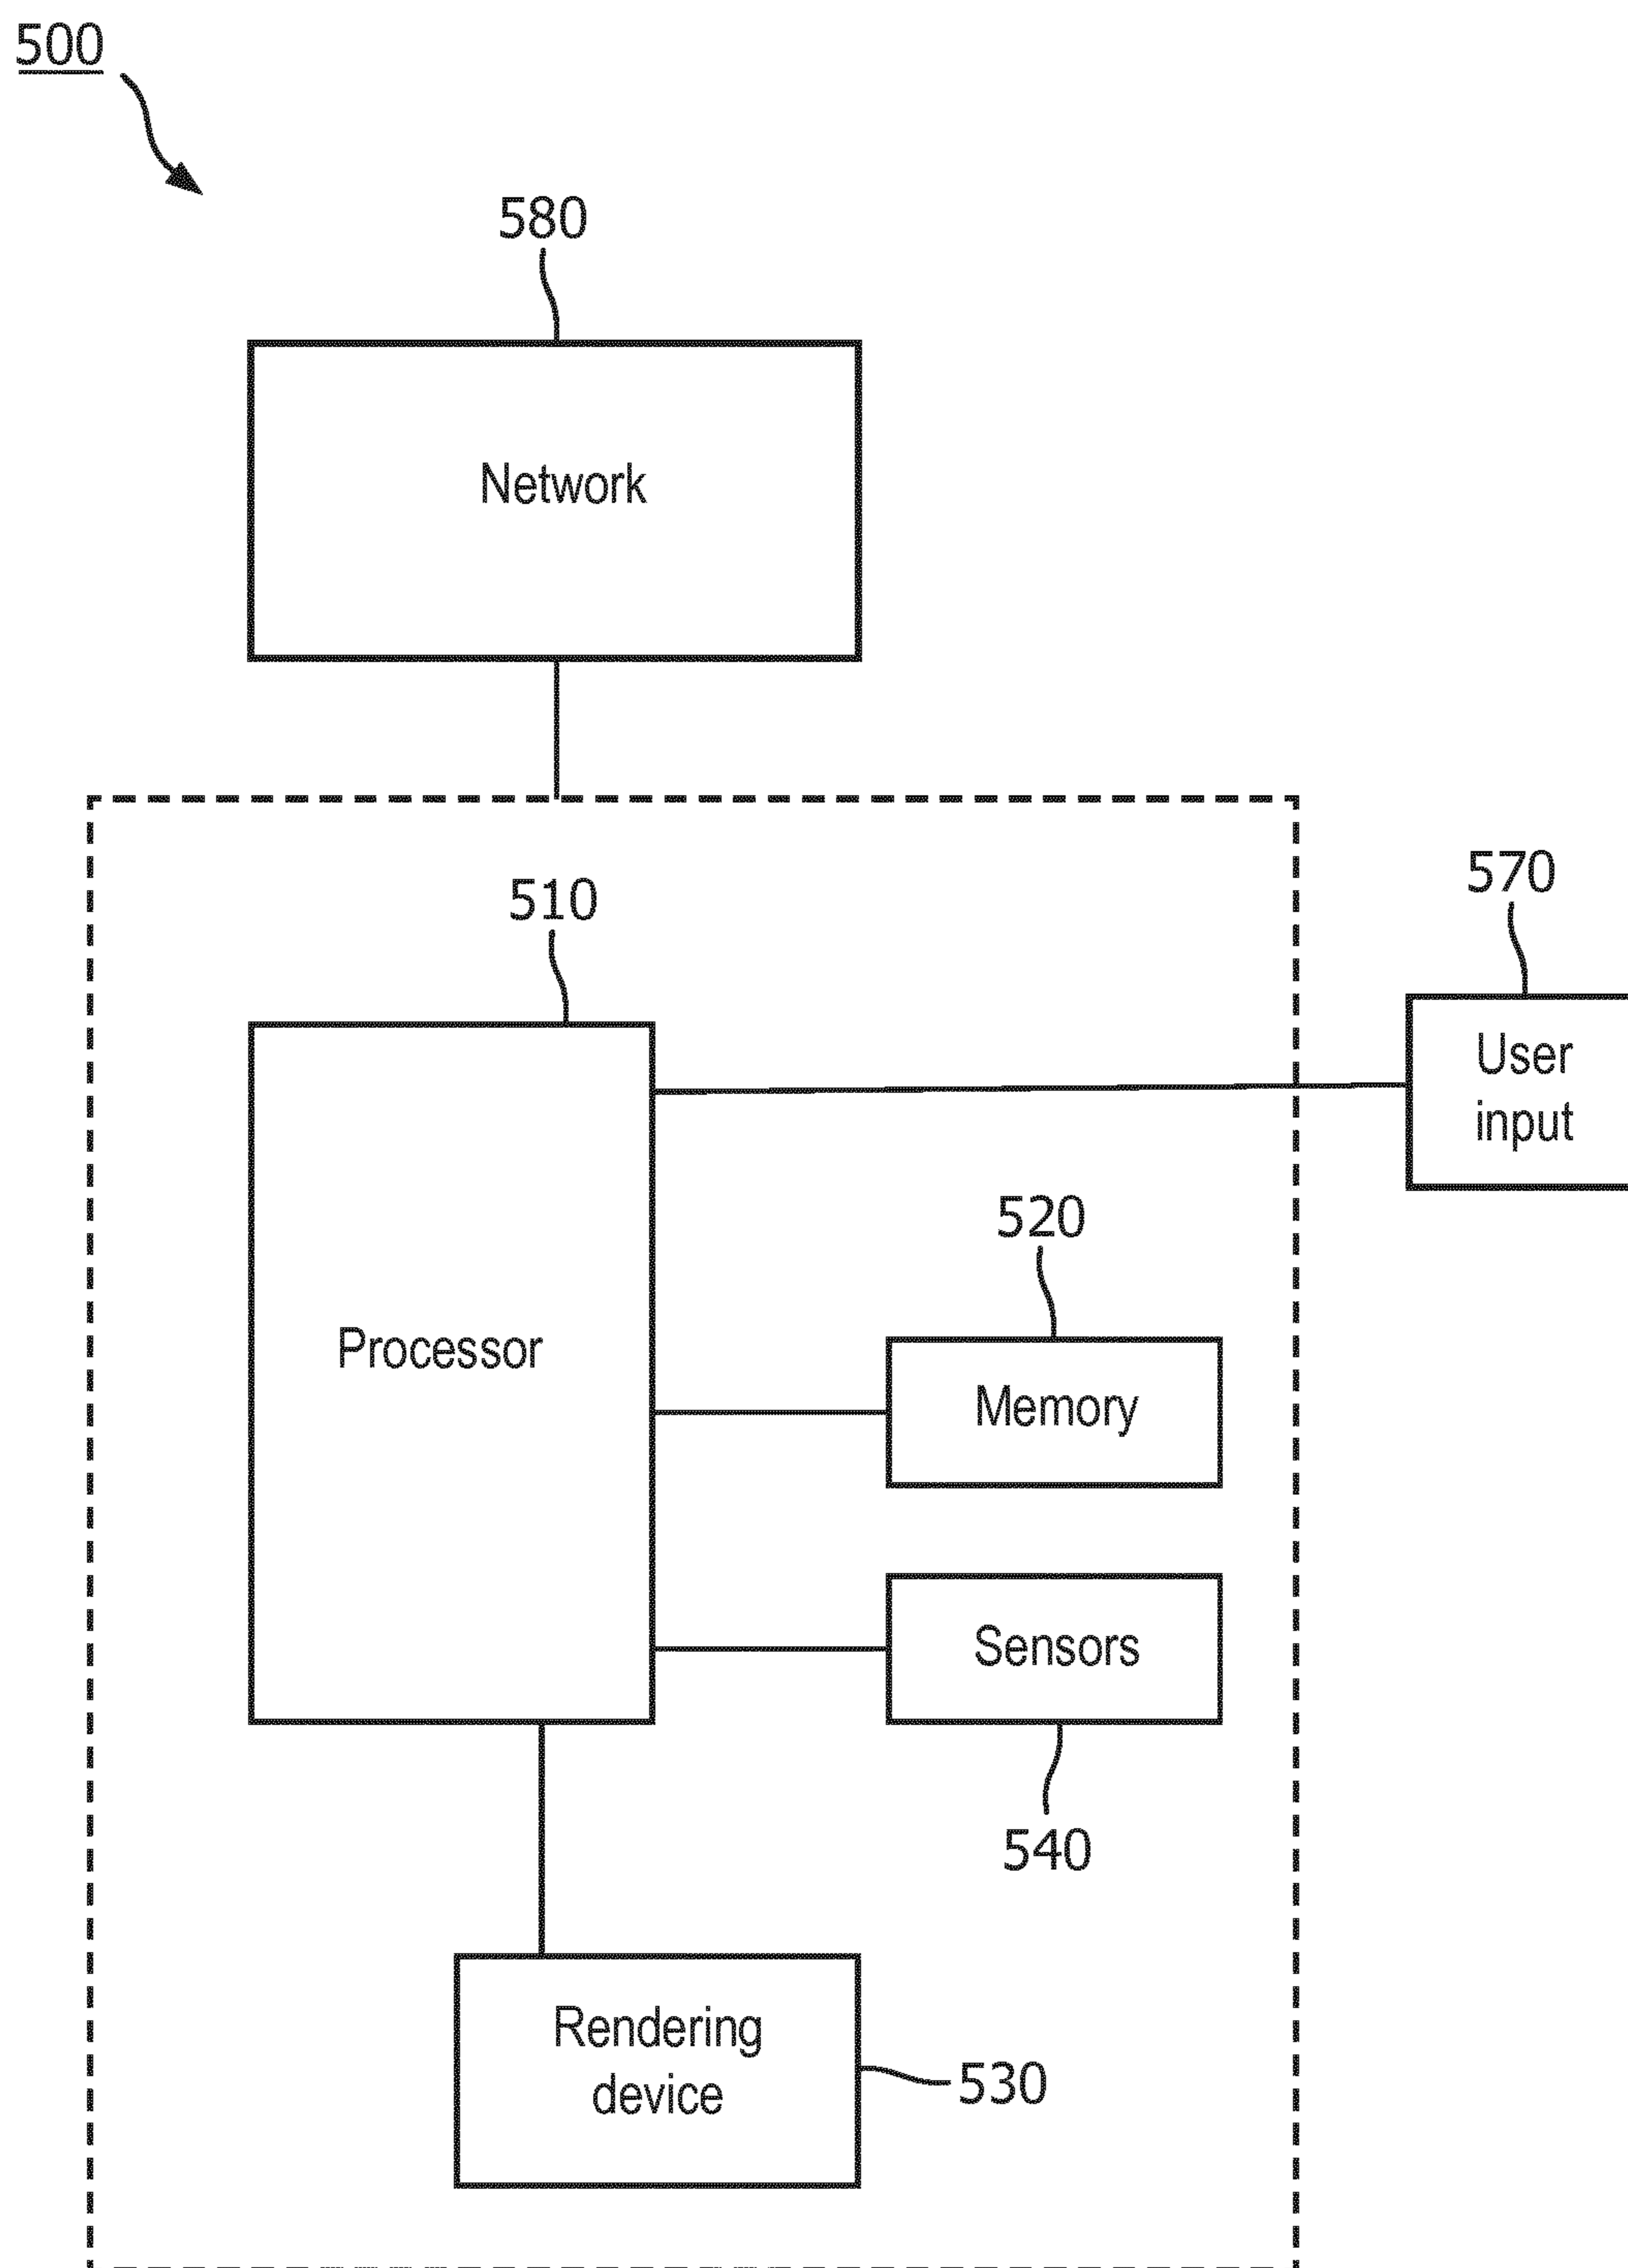 500
580
Network
510
570
User
input
520
Processor
Memory
Sensors
540
Rendering
device
530